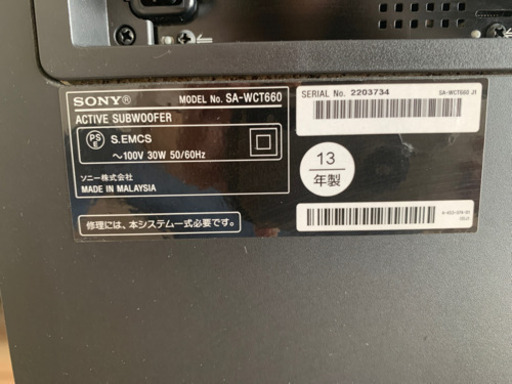 SONY® MODEL No. SA-WCT660
ACTIVE SUBWOOFER
PS E S.EMCS
～100V 30W 50/60Hz
ソニー株式会社
MADE IN MALAYSIA
修理には、本システム一式必要です。
SERIAL No. 2203734 SA-WCT660 J1
13
年製